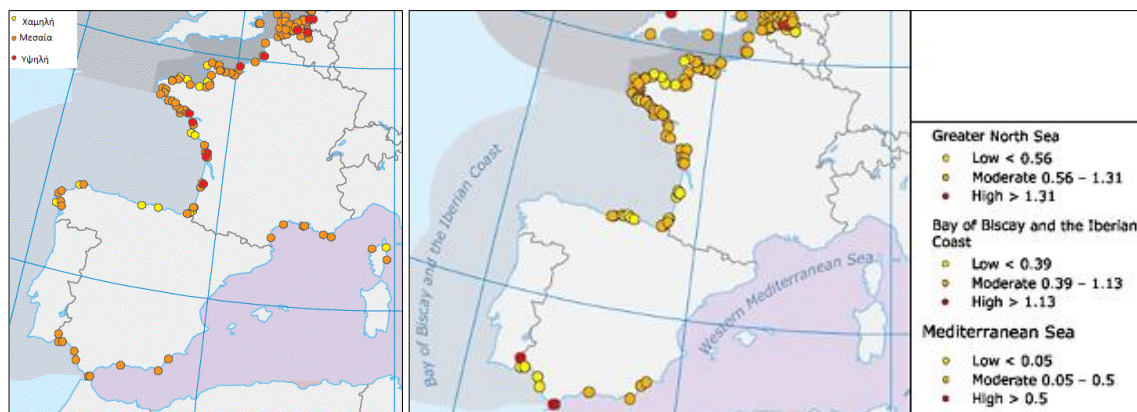 Χαμηλή
Μεσαία
Υψηλή
Bay of Biscay and the Iberian Coast
Western Mediterranean Sea
Greater North Sea
Low < 0.56
Moderate 0.56 – 1.31
High > 1.31
Bay of Biscay and the Iberian
Coast
Low < 0.39
Moderate 0.39 – 1.13
High > 1.13
Mediterranean Sea
Low < 0.05
Moderate 0.05 – 0.5
High > 0.5